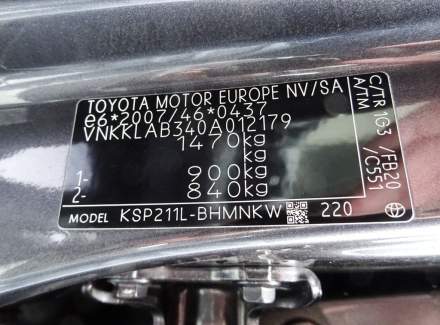 TOYOTA MOTOR EUROPE NV/SA
e6*2007/46*0437
VNKKLAB340A012179
1470kg
kg
1- 900kg
2- 840kg
MODEL KSP211L-BHMNKW 220
C/TR 1G3 /FB20
A/TM /C551